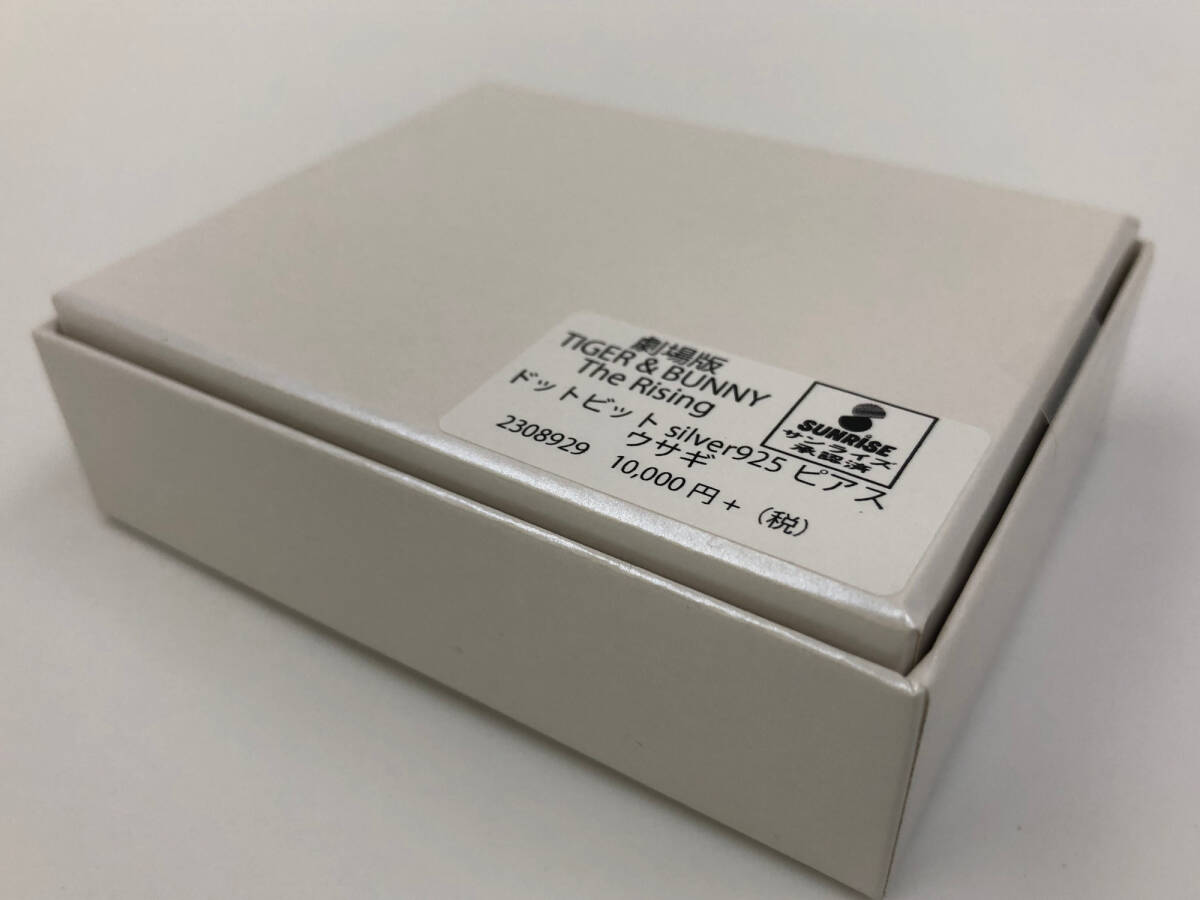 劇場版
TIGER & BUNNY
The Rising
ドットビット silver925 ピアス
ウサギ
2308929 10,000円+（税）
SUNRiSE
サンライズ
承認済